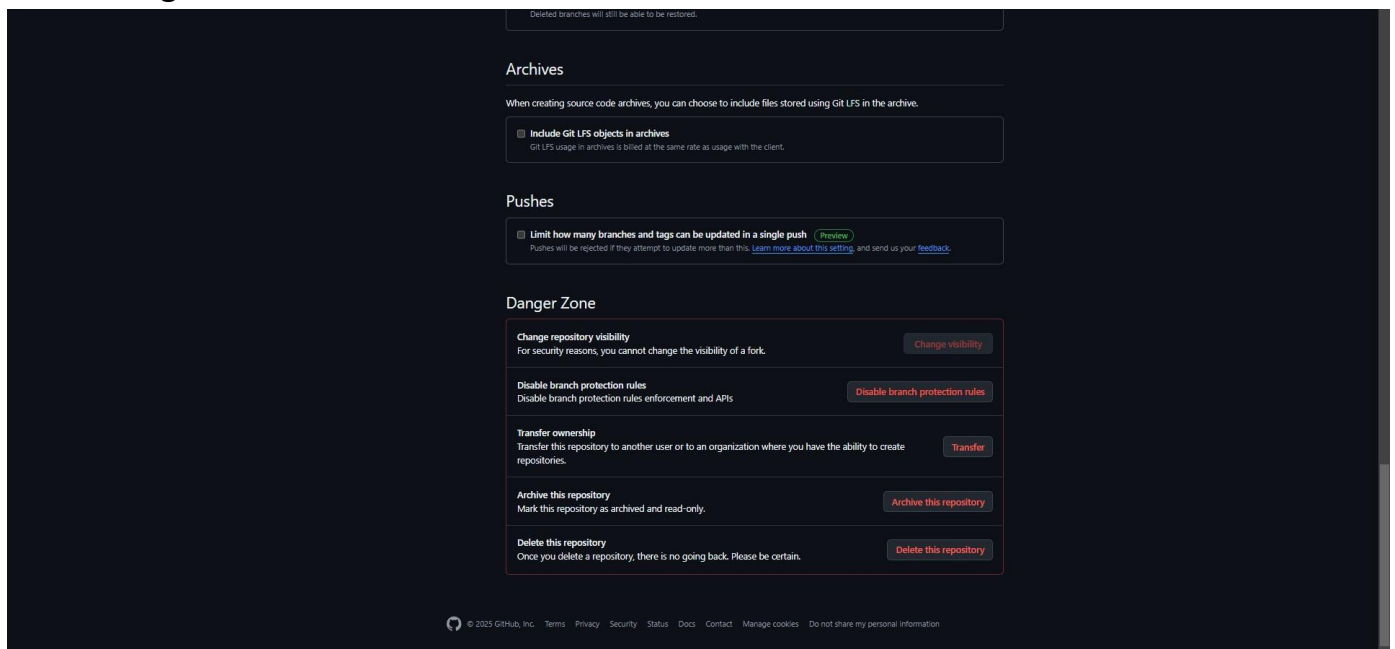 Deleted branches will still be able to be restored.
Archives
When creating source code archives, you can choose to include files stored using Git LFS in the archive.
Include Git LFS objects in archives
Git LFS usage in archives is billed at the same rate as usage with the client.
Pushes
Limit how many branches and tags can be updated in a single push Preview
Pushes will be rejected if they attempt to update more than this. Learn more about this setting, and send us your feedback.
Danger Zone
Change repository visibility
For security reasons, you cannot change the visibility of a fork.
Change visibility
Disable branch protection rules
Disable branch protection rules enforcement and APIs
Disable branch protection rules
Transfer ownership
Transfer this repository to another user or to an organization where you have the ability to create
repositories.
Transfer
Archive this repository
Mark this repository as archived and read-only.
Archive this repository
Delete this repository
Once you delete a repository, there is no going back. Please be certain.
Delete this repository
© 2025 GitHub, Inc. Terms Privacy Security Status Docs Contact Manage cookies Do not share my personal information